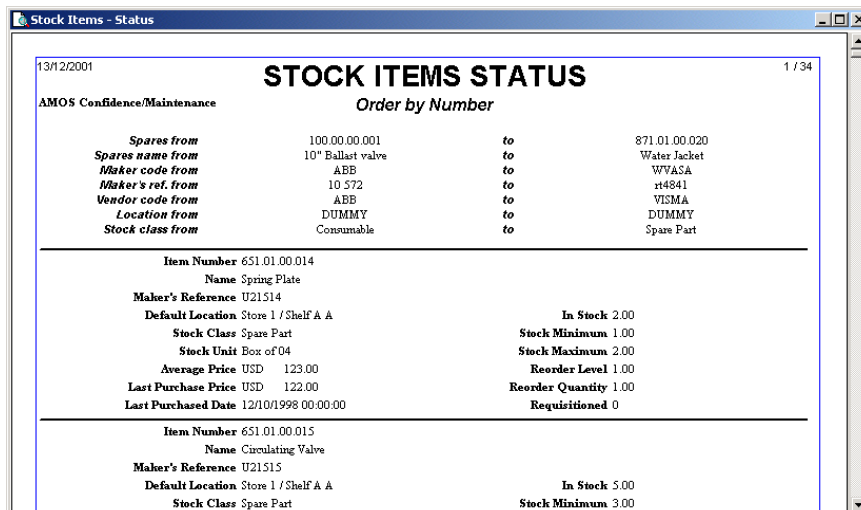 Stock Items - Status
13/12/2001 STOCK ITEMS STATUS 1 / 34
AMOS Confidence/Maintenance Order by Number
Spares from 100.00.00.001 to 871.01.00.020
Spares name from 10" Ballast valve to Water Jacket
Maker code from ABB to WVASA
Maker's ref. from 10 572 to rt4841
Vendor code from ABB to VISMA
Location from DUMMY to DUMMY
Stock class from Consumable to Spare Part
Item Number 651.01.00.014
Name Spring Plate
Maker's Reference U21514
Default Location Store 1 / Shelf A A In Stock 2.00
Stock Class Spare Part Stock Minimum 1.00
Stock Unit Box of 04 Stock Maximum 2.00
Average Price USD 123.00 Reorder Level 1.00
Last Purchase Price USD 122.00 Reorder Quantity 1.00
Last Purchased Date 12/10/1998 00:00:00 Requisitioned 0
Item Number 651.01.00.015
Name Circulating Valve
Maker's Reference U21515
Default Location Store 1 / Shelf A A In Stock 5.00
Stock Class Spare Part Stock Minimum 3.00